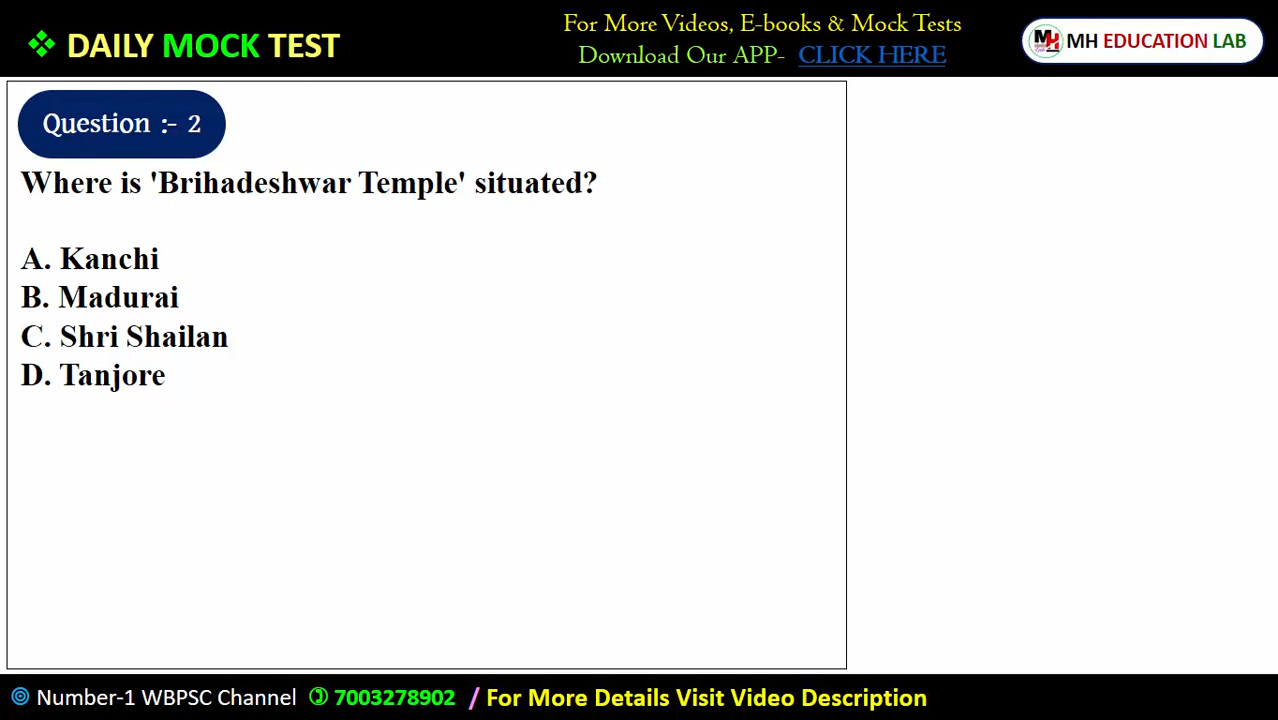 ❖ DAILY MOCK TEST
For More Videos, E-books & Mock Tests
Download Our APP- CLICK HERE
MH EDUCATION LAB
Question :- 2
Where is 'Brihadeshwar Temple' situated?
A. Kanchi
B. Madurai
C. Shri Shailan
D. Tanjore
Number-1 WBPSC Channel ✆ 7003278902 / For More Details Visit Video Description